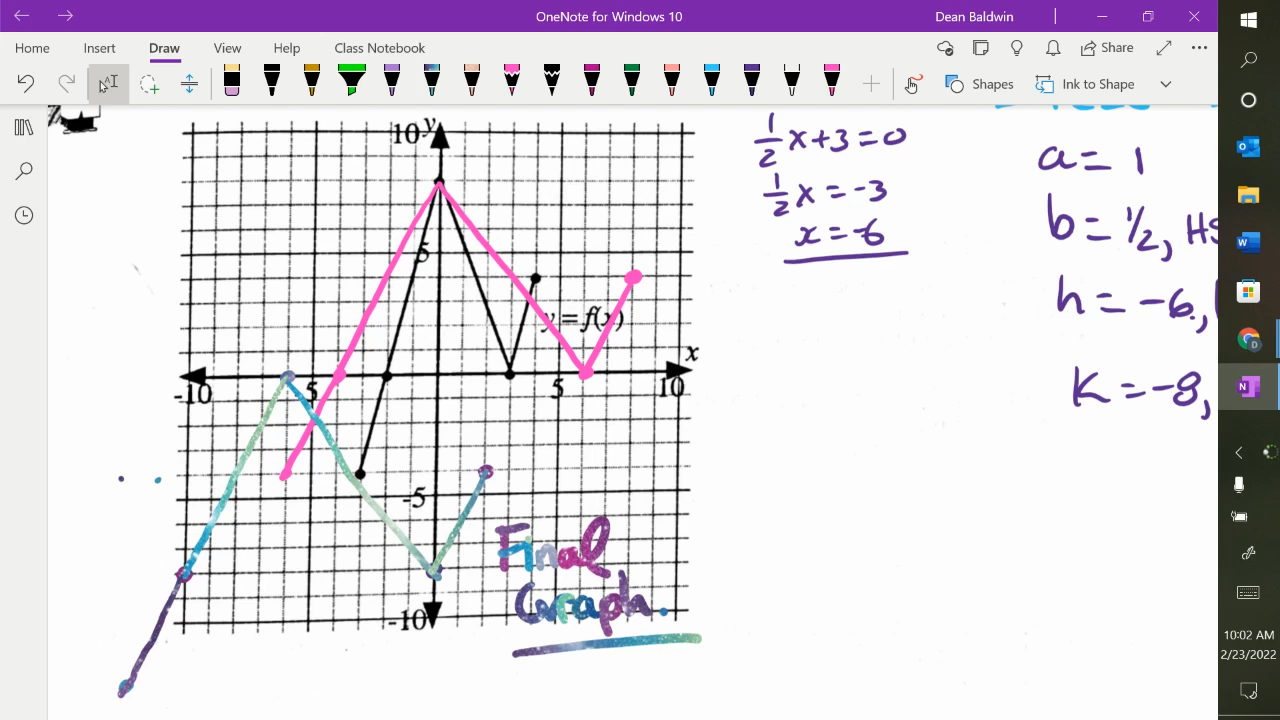 OneNote for Windows 10
Dean Baldwin
Home Insert Draw View Help Class Notebook
Share
Shapes
Ink to Shape
10 y
5
y = f(x)
x
-10 5 5 10
-5
-10
Final
Graph.
1/2 x + 3 = 0
1/2 x = -3
x = -6
a = 1
b = 1/2, HS
h = -6,
K = -8,
10:02 AM
2/23/2022